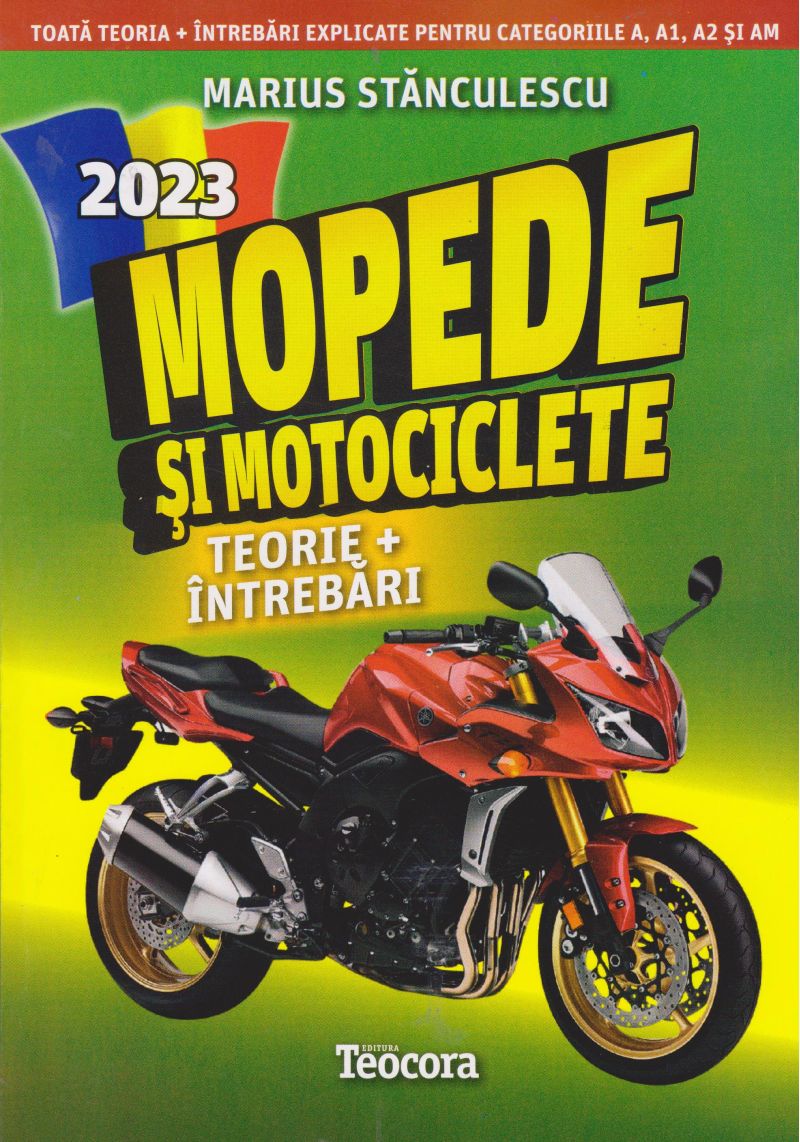 TOATĂ TEORIA + ÎNTREBĂRI EXPLICATE PENTRU CATEGORIILE A, A1, A2 ŞI AM
MARIUS STĂNCULESCU
2023
MOPEDE
ŞI MOTOCICLETE
TEORIE +
ÎNTREBĂRI
EDITURA
Teocora